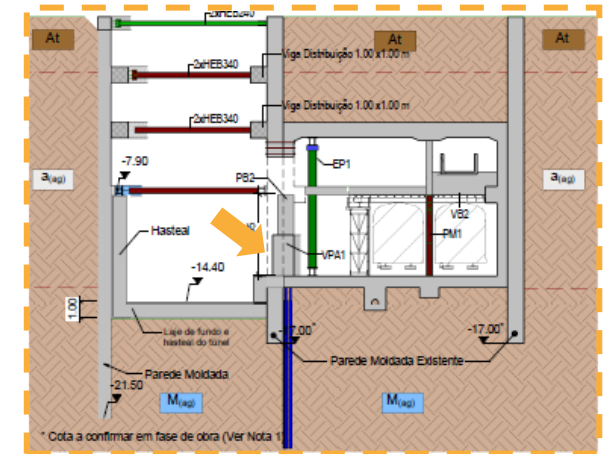 2xHEB240
At
At
At
Viga Distribuição 1.00 x1.00 m
2xHEB340
Viga Distribuição 1.00 x1.00 m
2xHEB340
-7.90
EP1
a(ag)
PB2
a(ag)
VB2
Hasteal
PM1
VPA1
-14.40
1.00
Laje de fundo e
hasteal do túnel
-17.00*
-17.00*
Parede Moldada Existente
Parede Moldada
-21.50
M(ag)
M(ag)
* Cota a confirmar em fase de obra (Ver Nota 1)